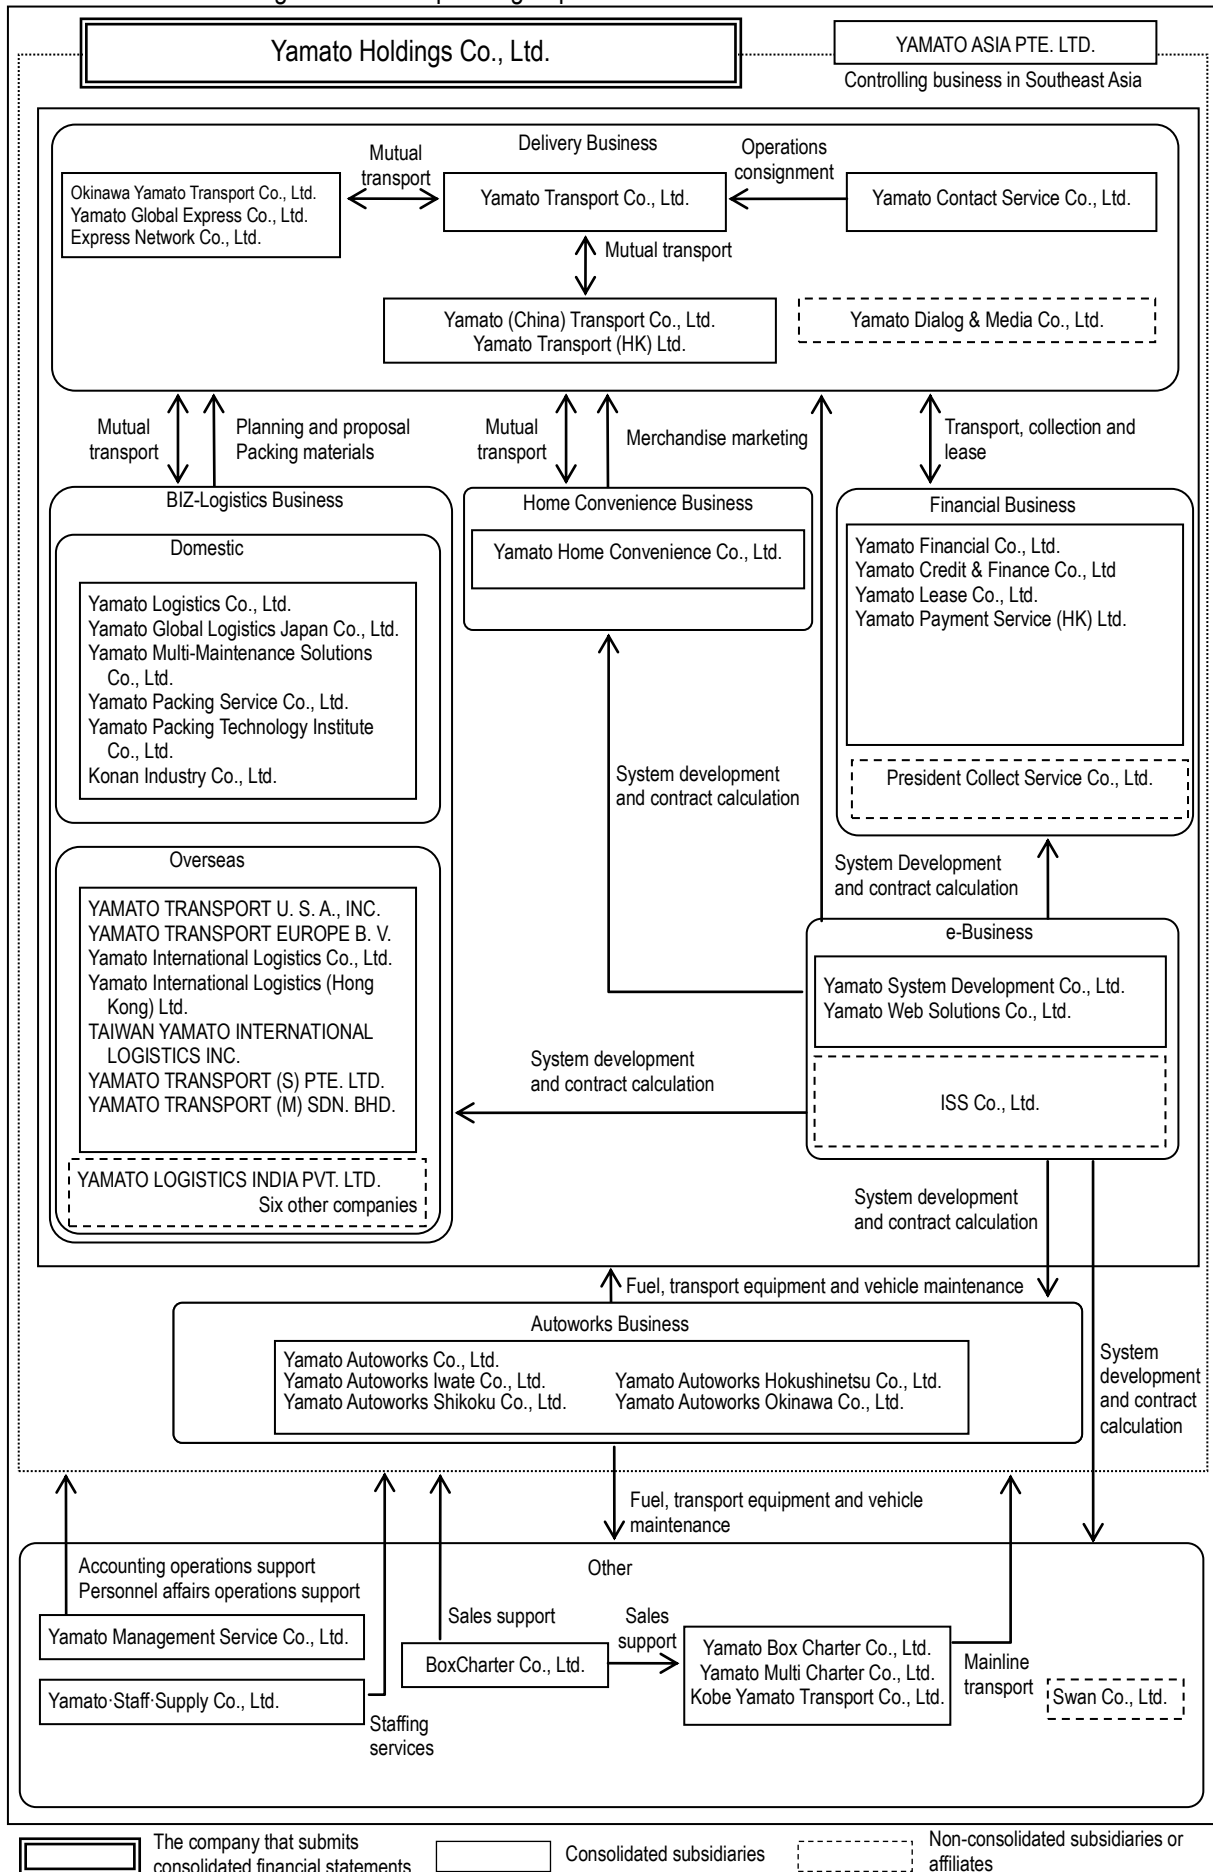 Yamato Holdings Co., Ltd.
YAMATO ASIA PTE. LTD.
Controlling business in Southeast Asia
Delivery Business
Mutual
transport
Operations
consignment
Okinawa Yamato Transport Co., Ltd.
Yamato Global Express Co., Ltd.
Express Network Co., Ltd.
Yamato Transport Co., Ltd.
Yamato Contact Service Co., Ltd.
Mutual transport
Yamato (China) Transport Co., Ltd.
Yamato Transport (HK) Ltd.
Yamato Dialog & Media Co., Ltd.
Mutual
transport
Planning and proposal
Packing materials
Mutual
transport
Merchandise marketing
Transport, collection and
lease
BIZ-Logistics Business
Domestic
Yamato Logistics Co., Ltd.
Yamato Global Logistics Japan Co., Ltd.
Yamato Multi-Maintenance Solutions
Co., Ltd.
Yamato Packing Service Co., Ltd.
Yamato Packing Technology Institute
Co., Ltd.
Konan Industry Co., Ltd.
Home Convenience Business
Yamato Home Convenience Co., Ltd.
Financial Business
Yamato Financial Co., Ltd.
Yamato Credit & Finance Co., Ltd
Yamato Lease Co., Ltd.
Yamato Payment Service (HK) Ltd.
President Collect Service Co., Ltd.
System development
and contract calculation
System Development
and contract calculation
Overseas
YAMATO TRANSPORT U. S. A., INC.
YAMATO TRANSPORT EUROPE B. V.
Yamato International Logistics Co., Ltd.
Yamato International Logistics (Hong
Kong) Ltd.
TAIWAN YAMATO INTERNATIONAL
LOGISTICS INC.
YAMATO TRANSPORT (S) PTE. LTD.
YAMATO TRANSPORT (M) SDN. BHD.
YAMATO LOGISTICS INDIA PVT. LTD.
Six other companies
e-Business
Yamato System Development Co., Ltd.
Yamato Web Solutions Co., Ltd.
ISS Co., Ltd.
System development
and contract calculation
System development
and contract calculation
Fuel, transport equipment and vehicle maintenance
Autoworks Business
Yamato Autoworks Co., Ltd.
Yamato Autoworks Iwate Co., Ltd.
Yamato Autoworks Hokushinetsu Co., Ltd.
Yamato Autoworks Shikoku Co., Ltd.
Yamato Autoworks Okinawa Co., Ltd.
System
development
and contract
calculation
Fuel, transport equipment and vehicle
maintenance
Other
Accounting operations support
Personnel affairs operations support
Yamato Management Service Co., Ltd.
Yamato·Staff·Supply Co., Ltd.
Staffing
services
Sales support
BoxCharter Co., Ltd.
Sales
support
Yamato Box Charter Co., Ltd.
Yamato Multi Charter Co., Ltd.
Kobe Yamato Transport Co., Ltd.
Mainline
transport
Swan Co., Ltd.
The company that submits
consolidated financial statements
Consolidated subsidiaries
Non-consolidated subsidiaries or
affiliates